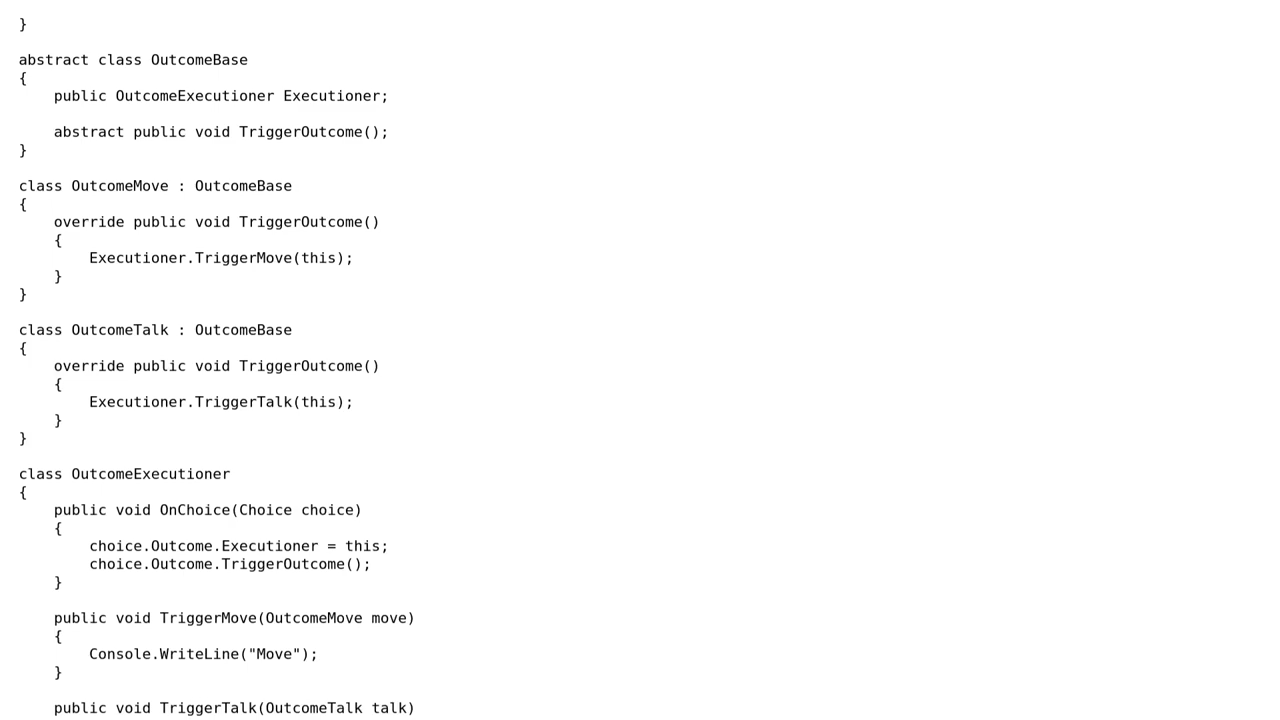 }
abstract class OutcomeBase
{
    public OutcomeExecutioner Executioner;
    abstract public void TriggerOutcome();
}
class OutcomeMove : OutcomeBase
{
    override public void TriggerOutcome()
    {
        Executioner.TriggerMove(this);
    }
}
class OutcomeTalk : OutcomeBase
{
    override public void TriggerOutcome()
    {
        Executioner.TriggerTalk(this);
    }
}
class OutcomeExecutioner
{
    public void OnChoice(Choice choice)
    {
        choice.Outcome.Executioner = this;
        choice.Outcome.TriggerOutcome();
    }
    public void TriggerMove(OutcomeMove move)
    {
        Console.WriteLine("Move");
    }
    public void TriggerTalk(OutcomeTalk talk)